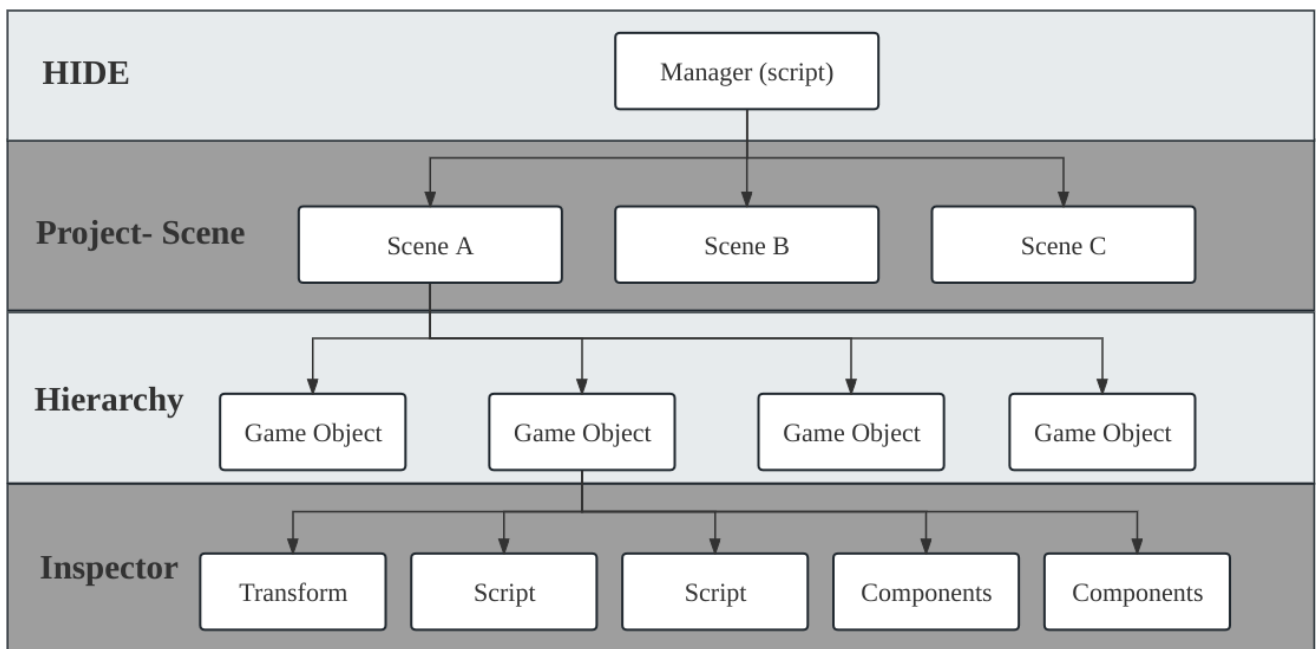 HIDE
Manager (script)
Project- Scene
Scene A
Scene B
Scene C
Hierarchy
Game Object
Game Object
Game Object
Game Object
Inspector
Transform
Script
Script
Components
Components